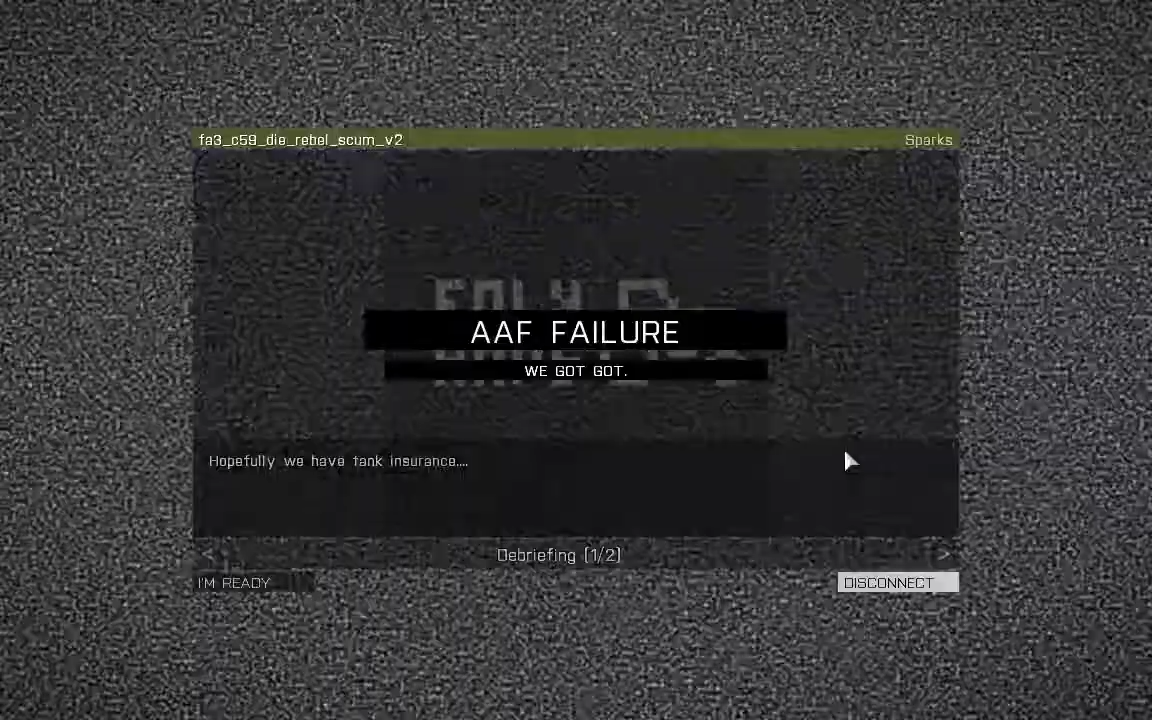 fa3_c59_die_rebel_scum_v2 Sparks
AAF FAILURE
WE GOT GOT.
Hopefully we have tank insurance....
< Debriefing (1/2) >
I'M READY DISCONNECT